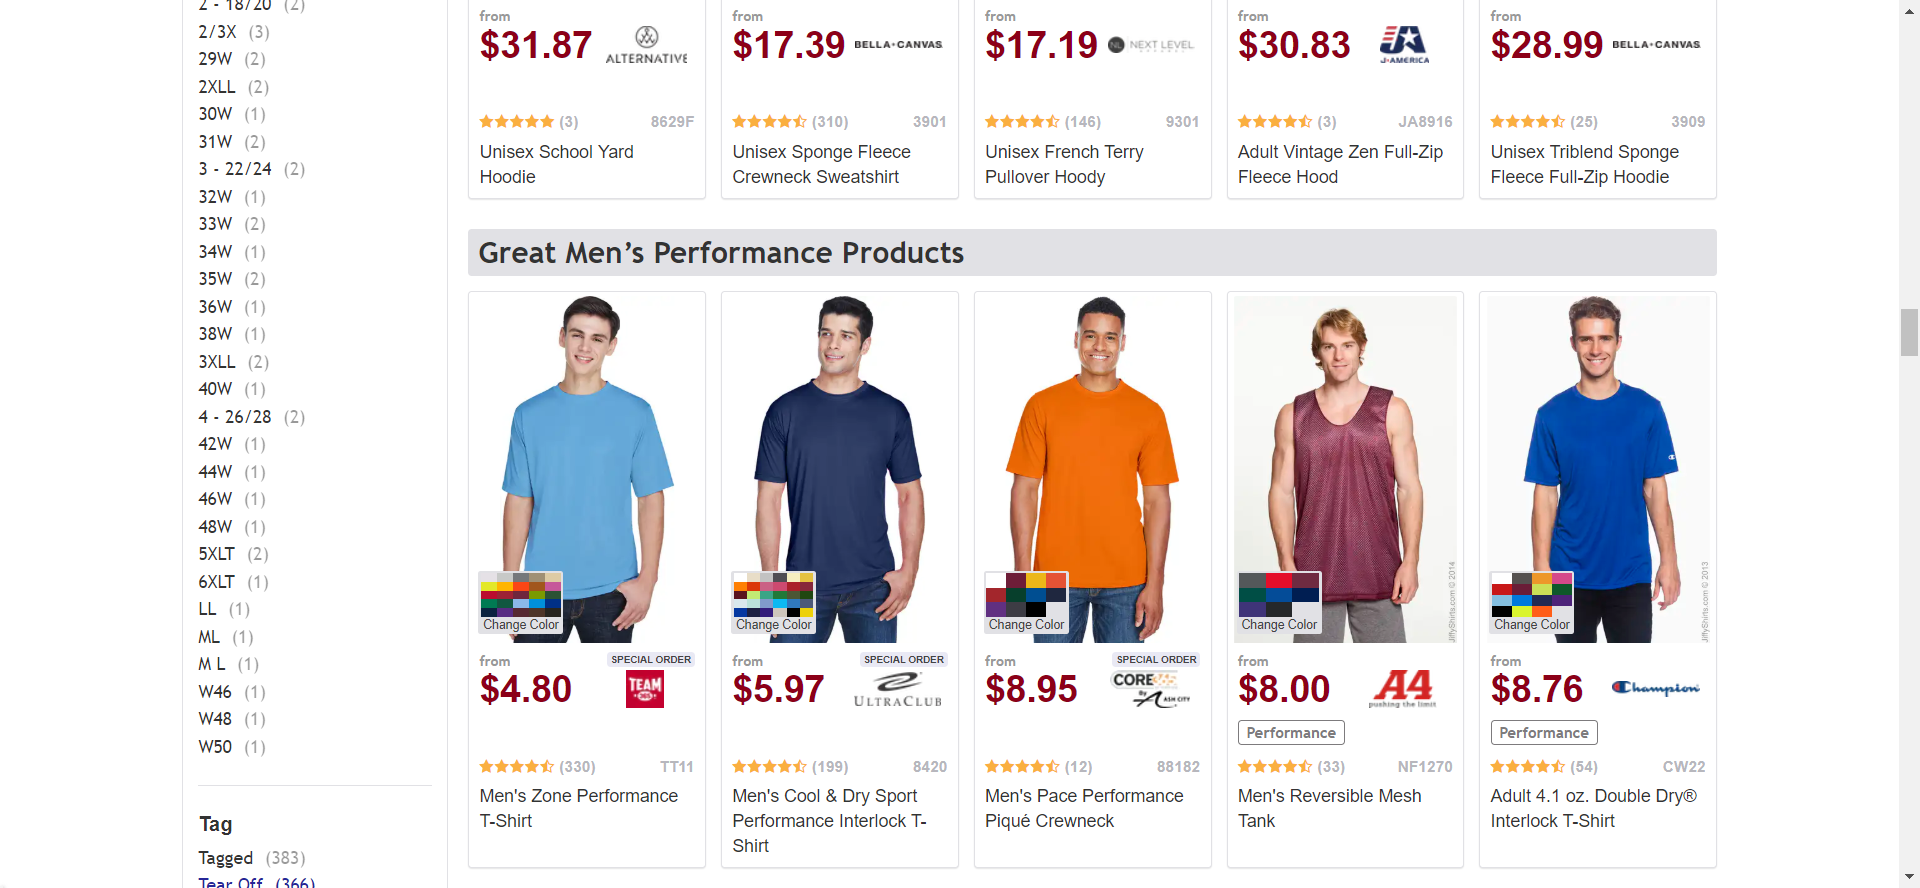 2 - 18/20 (2)
2/3X (3)
29W (2)
2XLL (2)
30W (1)
31W (2)
3 - 22/24 (2)
32W (1)
33W (2)
34W (1)
35W (2)
36W (1)
38W (1)
3XLL (2)
40W (1)
4 - 26/28 (2)
42W (1)
44W (1)
46W (1)
48W (1)
5XLT (2)
6XLT (1)
LL (1)
ML (1)
M L (1)
W46 (1)
W48 (1)
W50 (1)
Tag
Tagged (383)
Tear Off (366)
from
$31.87
ALTERNATIVE
(3) 8629F
Unisex School Yard
Hoodie
from
$17.39
BELLA+CANVAS
(310) 3901
Unisex Sponge Fleece
Crewneck Sweatshirt
from
$17.19
NL NEXT LEVEL
(146) 9301
Unisex French Terry
Pullover Hoody
from
$30.83
J·AMERICA
(3) JA8916
Adult Vintage Zen Full-Zip
Fleece Hood
from
$28.99
BELLA+CANVAS
(25) 3909
Unisex Triblend Sponge
Fleece Full-Zip Hoodie
Great Men’s Performance Products
Change Color
from
SPECIAL ORDER
$4.80
TEAM
365
(330) TT11
Men's Zone Performance
T-Shirt
Change Color
from
SPECIAL ORDER
$5.97
ULTRACLUB
(199) 8420
Men's Cool & Dry Sport
Performance Interlock T-
Shirt
Change Color
from
SPECIAL ORDER
$8.95
CORE365
By
ASH CITY
(12) 88182
Men's Pace Performance
Piqué Crewneck
JiffyShirts.com © 2014
Change Color
from
$8.00
A4
pushing the limit
Performance
(33) NF1270
Men's Reversible Mesh
Tank
JiffyShirts.com © 2013
Change Color
from
$8.76
Champion
Performance
(54) CW22
Adult 4.1 oz. Double Dry®
Interlock T-Shirt